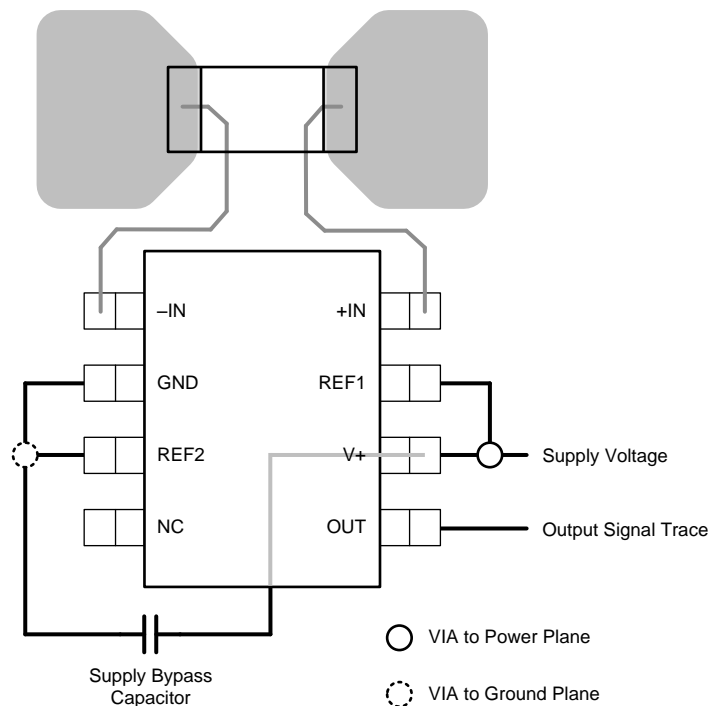 –IN
+IN
GND
REF1
REF2
V+
Supply Voltage
NC
OUT
Output Signal Trace
VIA to Power Plane
Supply Bypass
Capacitor
VIA to Ground Plane